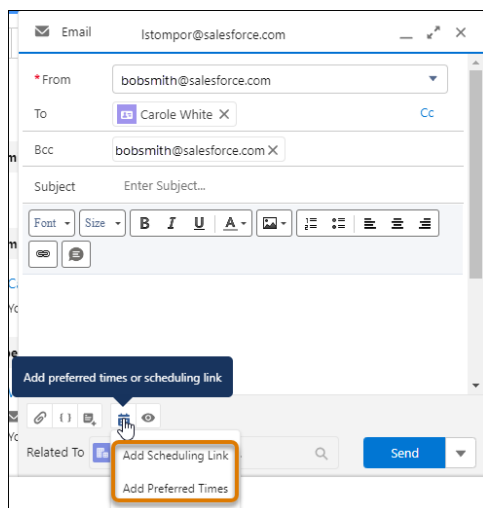 Email lstompor@salesforce.com
*From bobsmith@salesforce.com
To Carole White Cc
Bcc bobsmith@salesforce.com
Subject Enter Subject...
Font Size B I U A
Add preferred times or scheduling link
Related To Send
Add Scheduling Link
Add Preferred Times